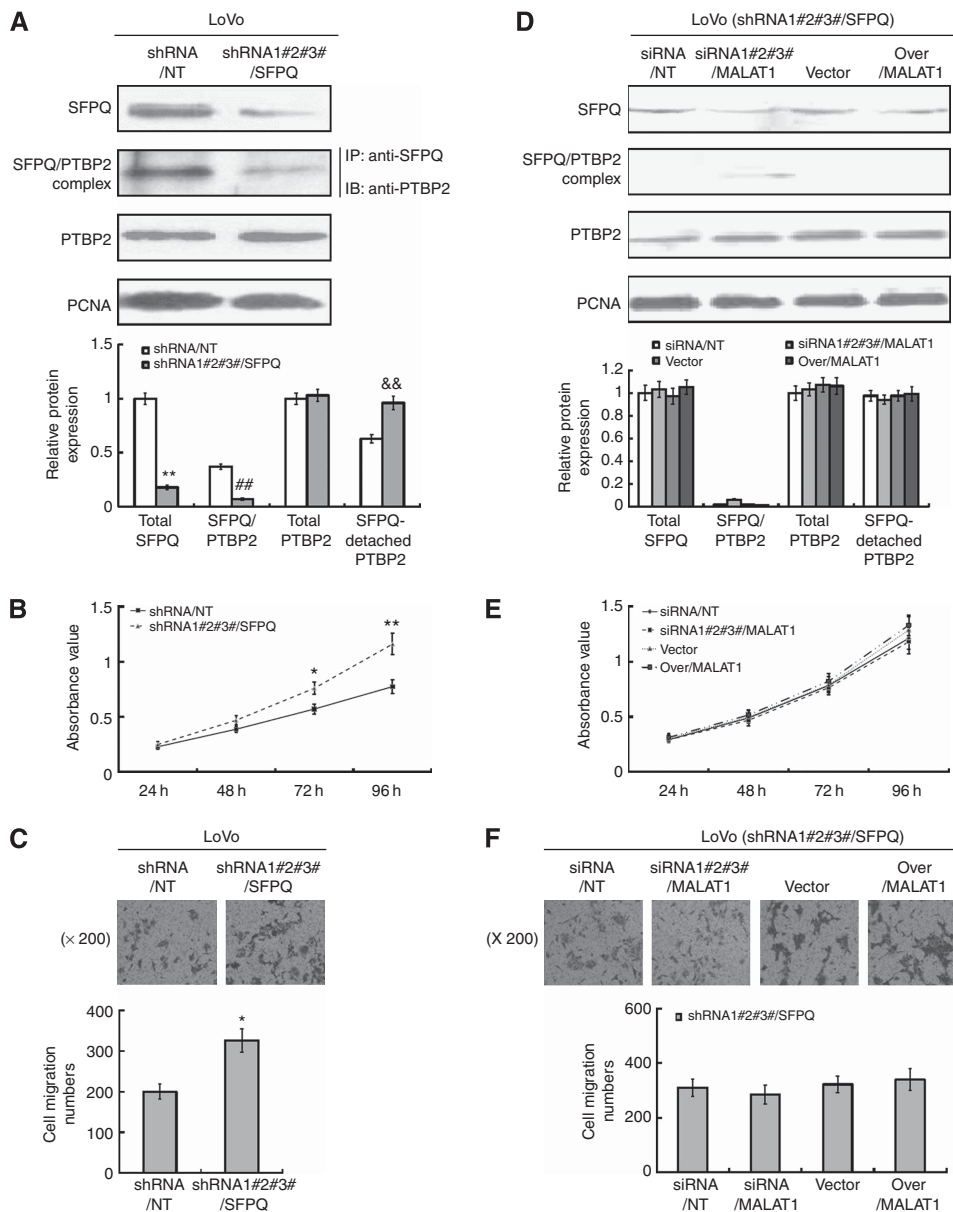 A
LoVo
shRNA
/NT
shRNA1#2#3#
/SFPQ
SFPQ
SFPQ/PTBP2
complex
IP: anti-SFPQ
IB: anti-PTBP2
PTBP2
PCNA
Relative protein
expression
1.5
1
0.5
0
shRNA/NT
shRNA1#2#3#/SFPQ
**
##
&&
Total
SFPQ
SFPQ/
PTBP2
Total
PTBP2
SFPQ-
detached
PTBP2
B
Absorbance value
1.5
1
0.5
0
shRNA/NT
shRNA1#2#3#/SFPQ
*
**
24 h
48 h
72 h
96 h
C
LoVo
shRNA
/NT
shRNA1#2#3#
/SFPQ
(× 200)
Cell migration
numbers
400
300
200
100
0
*
shRNA
/NT
shRNA1#2#3#
/SFPQ
D
LoVo (shRNA1#2#3#/SFPQ)
siRNA
/NT
siRNA1#2#3#
/MALAT1
Vector
Over
/MALAT1
SFPQ
SFPQ/PTBP2
complex
PTBP2
PCNA
Relative protein
expression
1.2
1
0.8
0.6
0.4
0.2
0
siRNA/NT
siRNA1#2#3#/MALAT1
Vector
Over/MALAT1
Total
SFPQ
SFPQ/
PTBP2
Total
PTBP2
SFPQ-
detached
PTBP2
E
Absorbance value
1.5
1
0.5
0
siRNA/NT
siRNA1#2#3#/MALAT1
Vector
Over/MALAT1
24 h
48 h
72 h
96 h
F
LoVo (shRNA1#2#3#/SFPQ)
siRNA
/NT
siRNA1#2#3#
/MALAT1
Vector
Over
/MALAT1
(X 200)
Cell migration
numbers
600
400
200
0
shRNA1#2#3#/SFPQ
siRNA
/NT
siRNA
/MALAT1
Vector
Over
/MALAT1